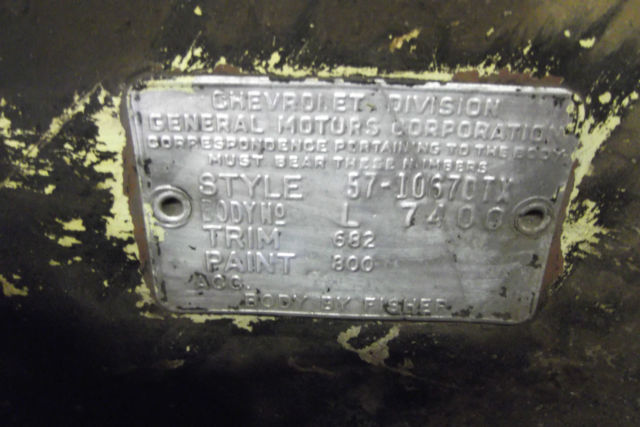 CHEVROLET DIVISION
GENERAL MOTORS CORPORATION
CORRESPONDENCE PERTAINING TO THE BODY
MUST BEAR THESE NUMBERS
STYLE 57-1067DTX
BODY NO L 7400
TRIM 682
PAINT 800
ACC.
BODY BY FISHER